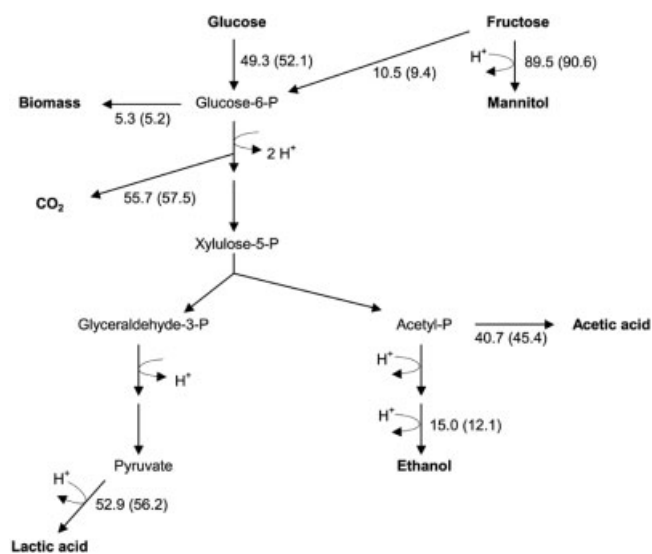 Glucose Fructose
49.3 (52.1) H⁺ 89.5 (90.6)
10.5 (9.4)
Biomass Glucose-6-P Mannitol
5.3 (5.2)
2 H⁺
CO₂ 55.7 (57.5)
Xylulose-5-P
Glyceraldehyde-3-P Acetyl-P Acetic acid
40.7 (45.4)
H⁺ H⁺
H⁺ 15.0 (12.1)
Pyruvate Ethanol
H⁺ 52.9 (56.2)
Lactic acid